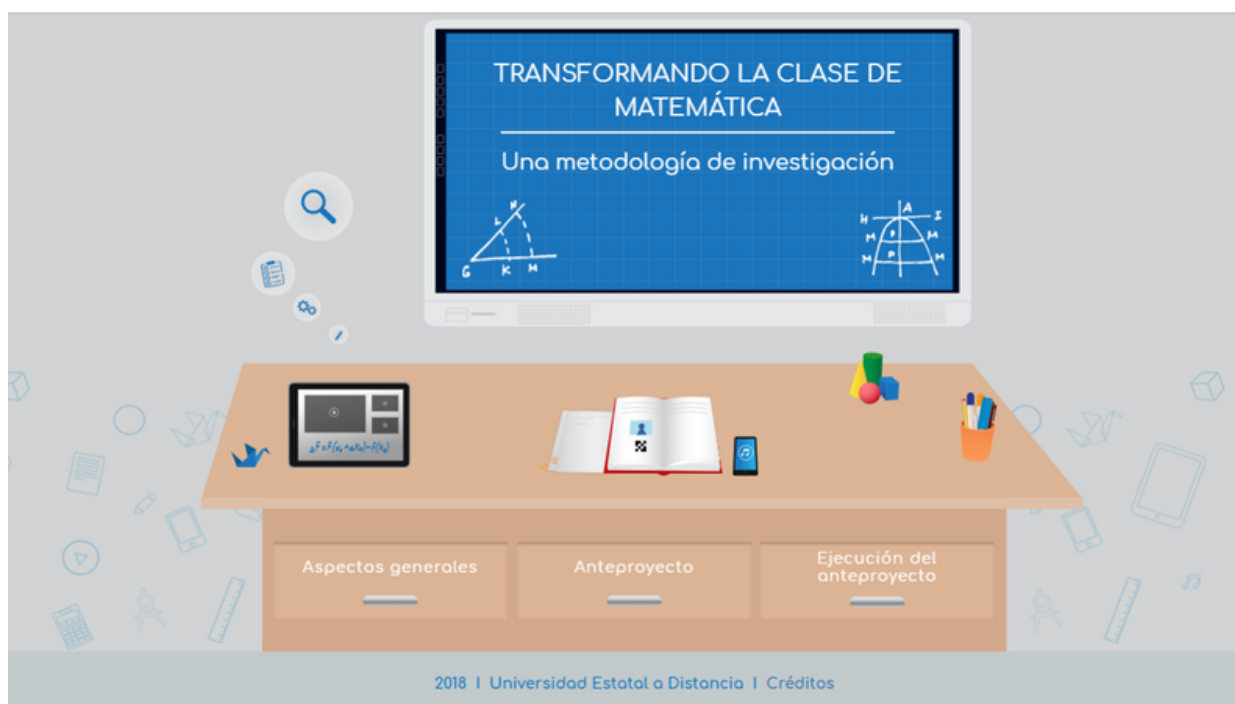 TRANSFORMANDO LA CLASE DE
MATEMÁTICA
Una metodología de investigación
N
L
G K M
H A I
M P M
M P M
Aspectos generales
Anteproyecto
Ejecución del
anteproyecto
2018 I Universidad Estatal a Distancia I Créditos